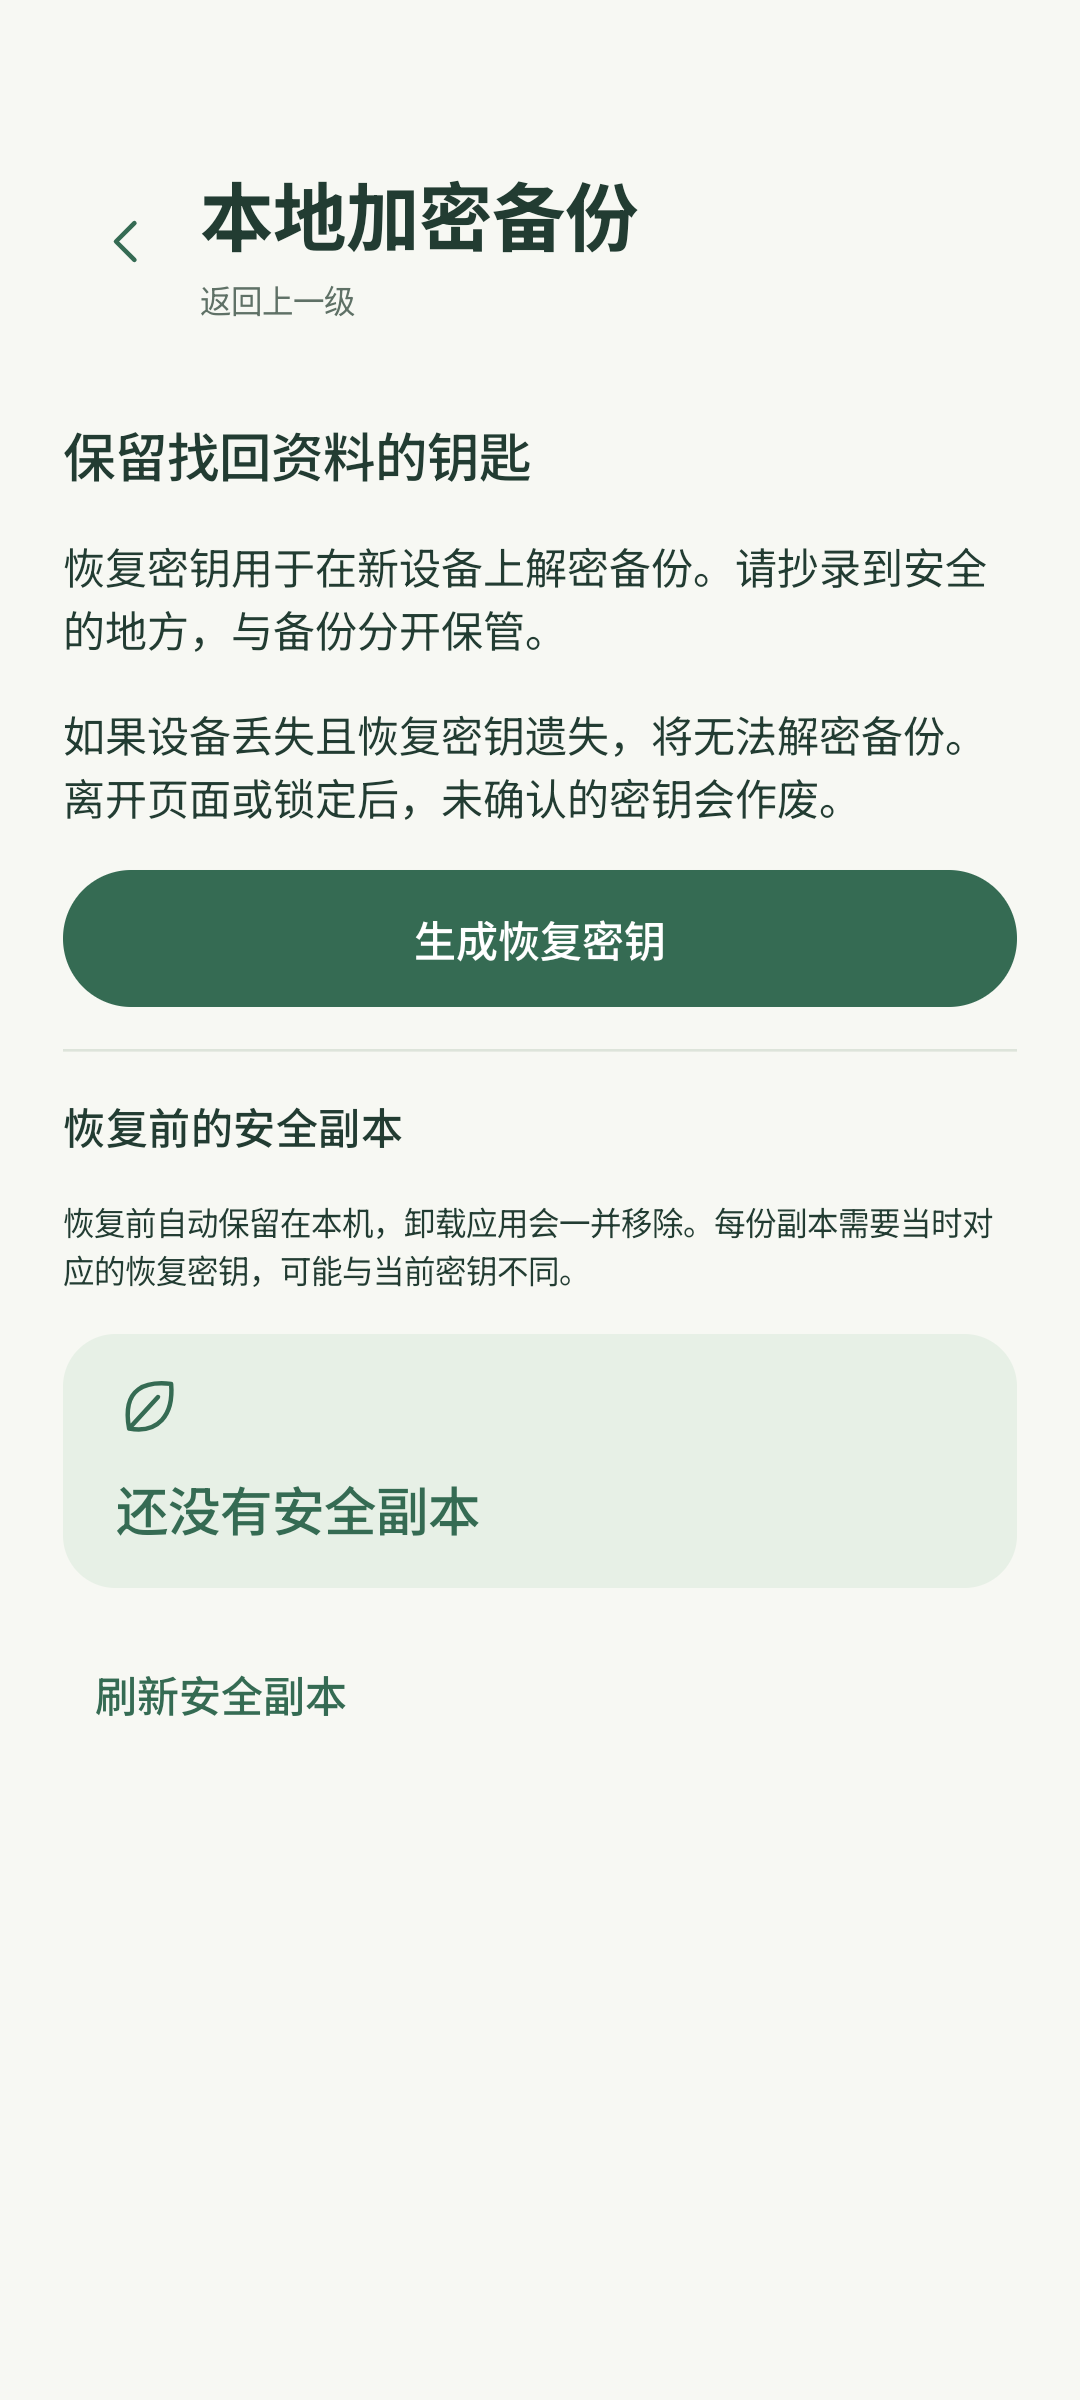 本地加密备份
返回上一级
保留找回资料的钥匙
恢复密钥用于在新设备上解密备份。请抄录到安全
的地方，与备份分开保管。
如果设备丢失且恢复密钥遗失，将无法解密备份。
离开页面或锁定后，未确认的密钥会作废。
生成恢复密钥
恢复前的安全副本
恢复前自动保留在本机，卸载应用会一并移除。每份副本需要当时对
应的恢复密钥，可能与当前密钥不同。
还没有安全副本
刷新安全副本